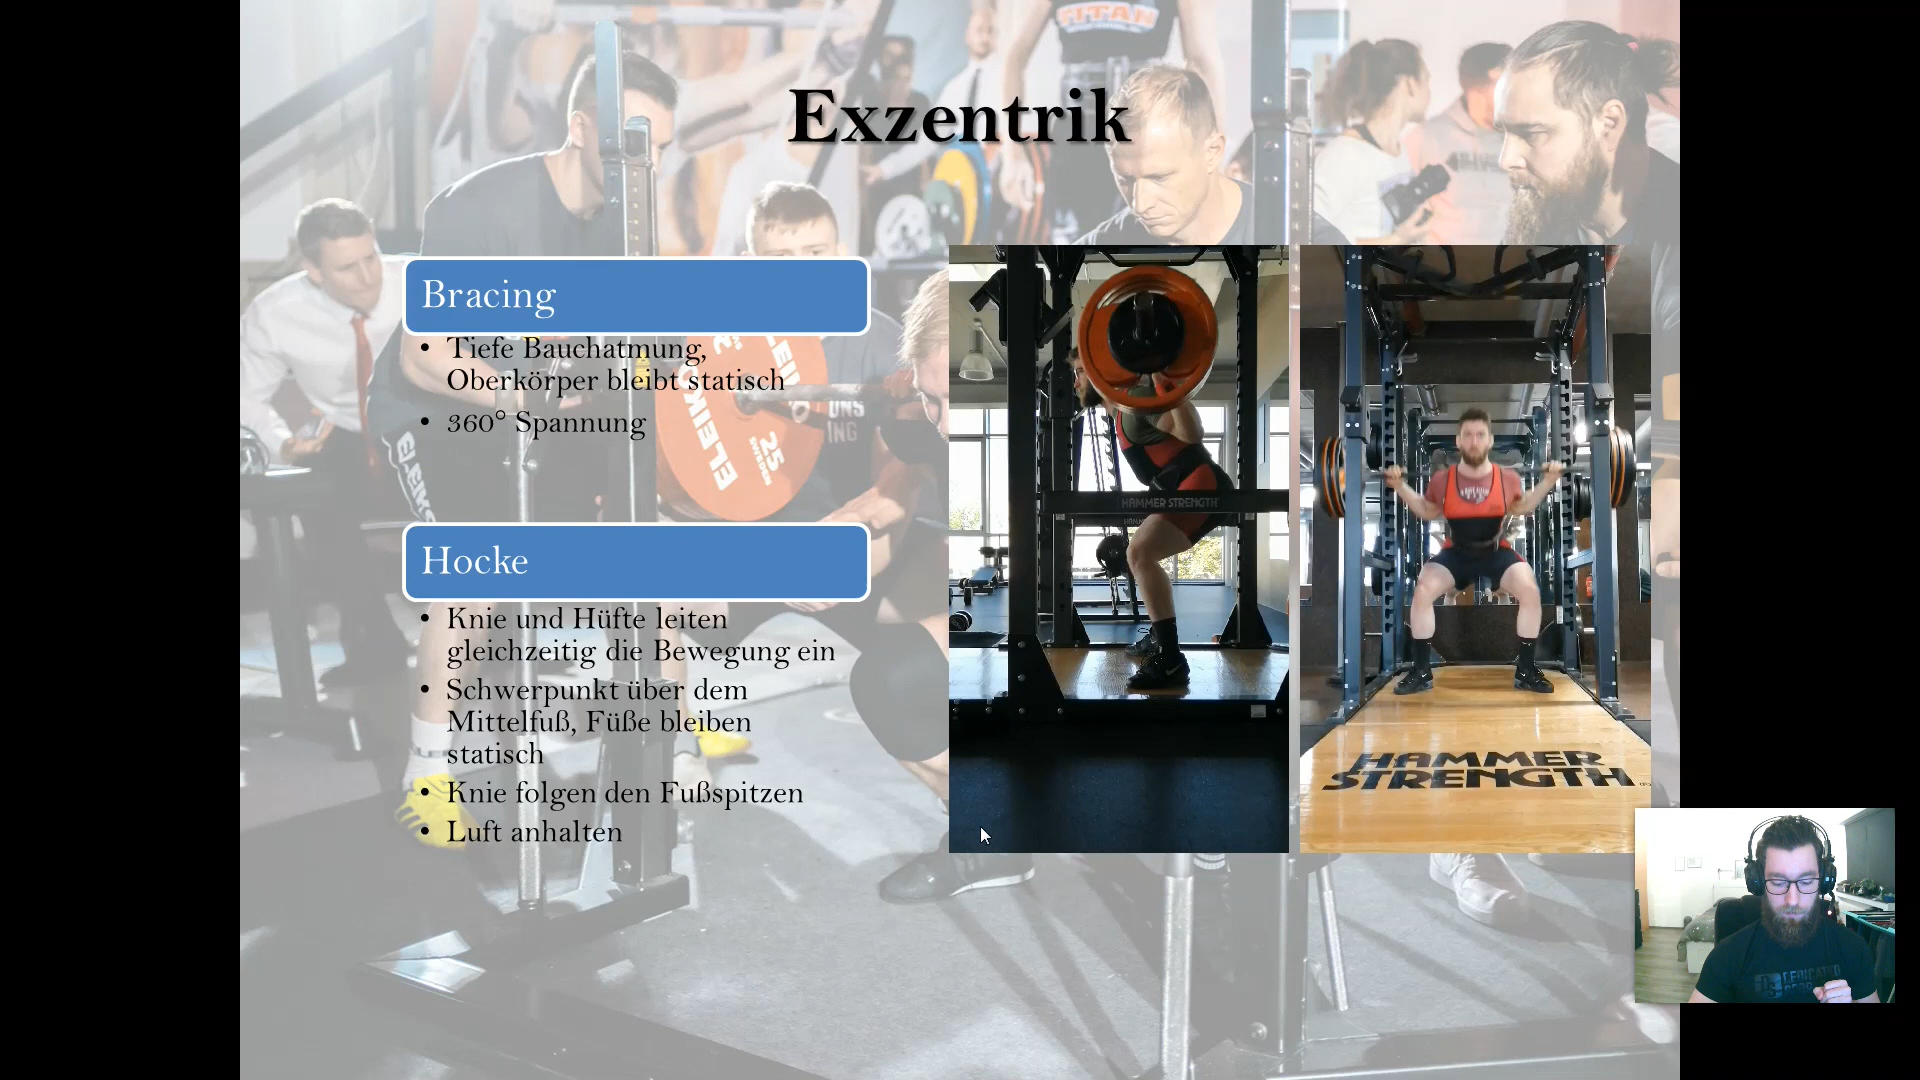 TITAN
Exzentrik
Bracing
• Tiefe Bauchatmung,
Oberkörper bleibt statisch
• 360° Spannung
ELEIKO
25
ELEIKO
Hocke
• Knie und Hüfte leiten
gleichzeitig die Bewegung ein
• Schwerpunkt über dem
Mittelfuß, Füße bleiben
statisch
• Knie folgen den Fußspitzen
• Luft anhalten
HAMMER STRENGTH
HAMMER
STRENGTH
DEDICATED